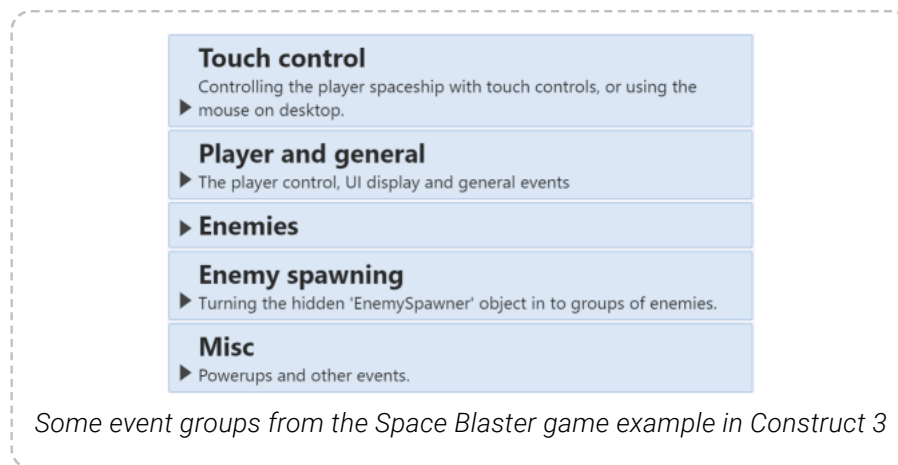 Touch control
Controlling the player spaceship with touch controls, or using the
mouse on desktop.
Player and general
The player control, UI display and general events
Enemies
Enemy spawning
Turning the hidden 'EnemySpawner' object in to groups of enemies.
Misc
Powerups and other events.
Some event groups from the Space Blaster game example in Construct 3